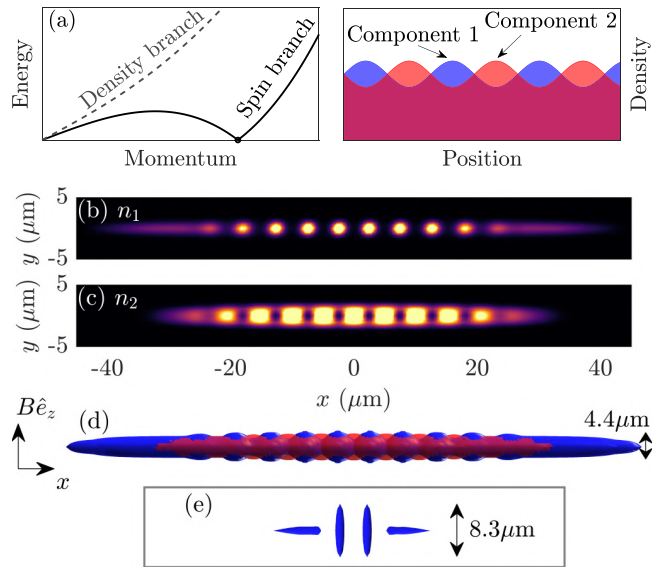 (a)
Energy
Density branch
Spin branch
Momentum
Component 1
Component 2
Density
Position
5
(b) n₁
y (μm)
-5
5
(c) n₂
y (μm)
-5
-40 -20 0 20 40
x (μm)
Bê_z
(d)
4.4μm
x
(e)
8.3μm